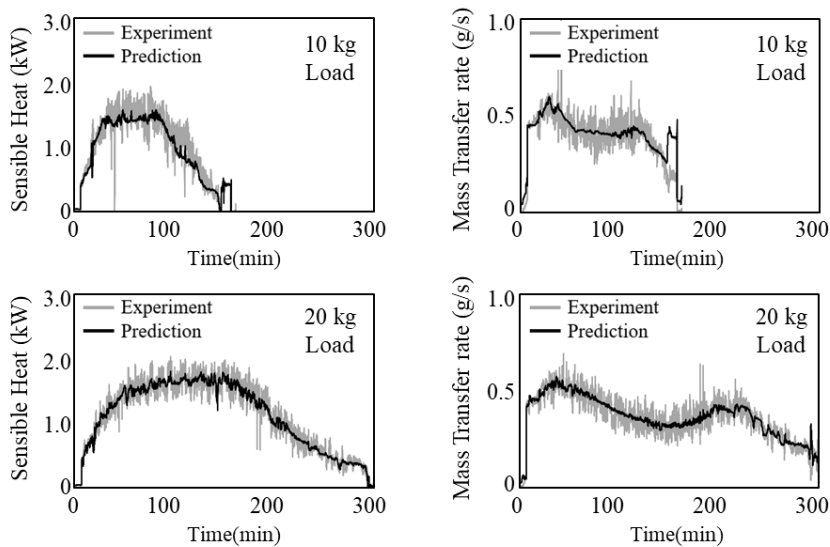 Sensible Heat (kW)
3.0
2.0
1.0
0
Experiment
Prediction
10 kg
Load
0
100
200
300
Time(min)
Mass Transfer rate (g/s)
1.0
0.5
0
Experiment
Prediction
10 kg
Load
0
100
200
300
Time(min)
Sensible Heat (kW)
3.0
2.0
1.0
0
Experiment
Prediction
20 kg
Load
0
100
200
300
Time(min)
Mass Transfer rate (g/s)
1.0
0.5
0
Experiment
Prediction
20 kg
Load
0
100
200
300
Time(min)